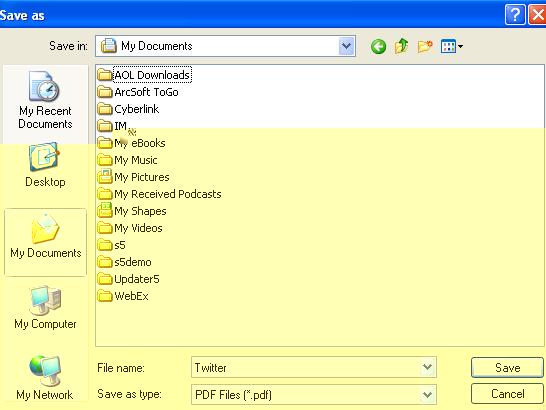 Save as
Save in:
My Documents
My Recent
Documents
Desktop
My Documents
My Computer
My Network
AOL Downloads
ArcSoft ToGo
Cyberlink
IM
My eBooks
My Music
My Pictures
My Received Podcasts
My Shapes
My Videos
s5
s5demo
Updater5
WebEx
File name:
Twitter
Save
Save as type:
PDF Files (*.pdf)
Cancel